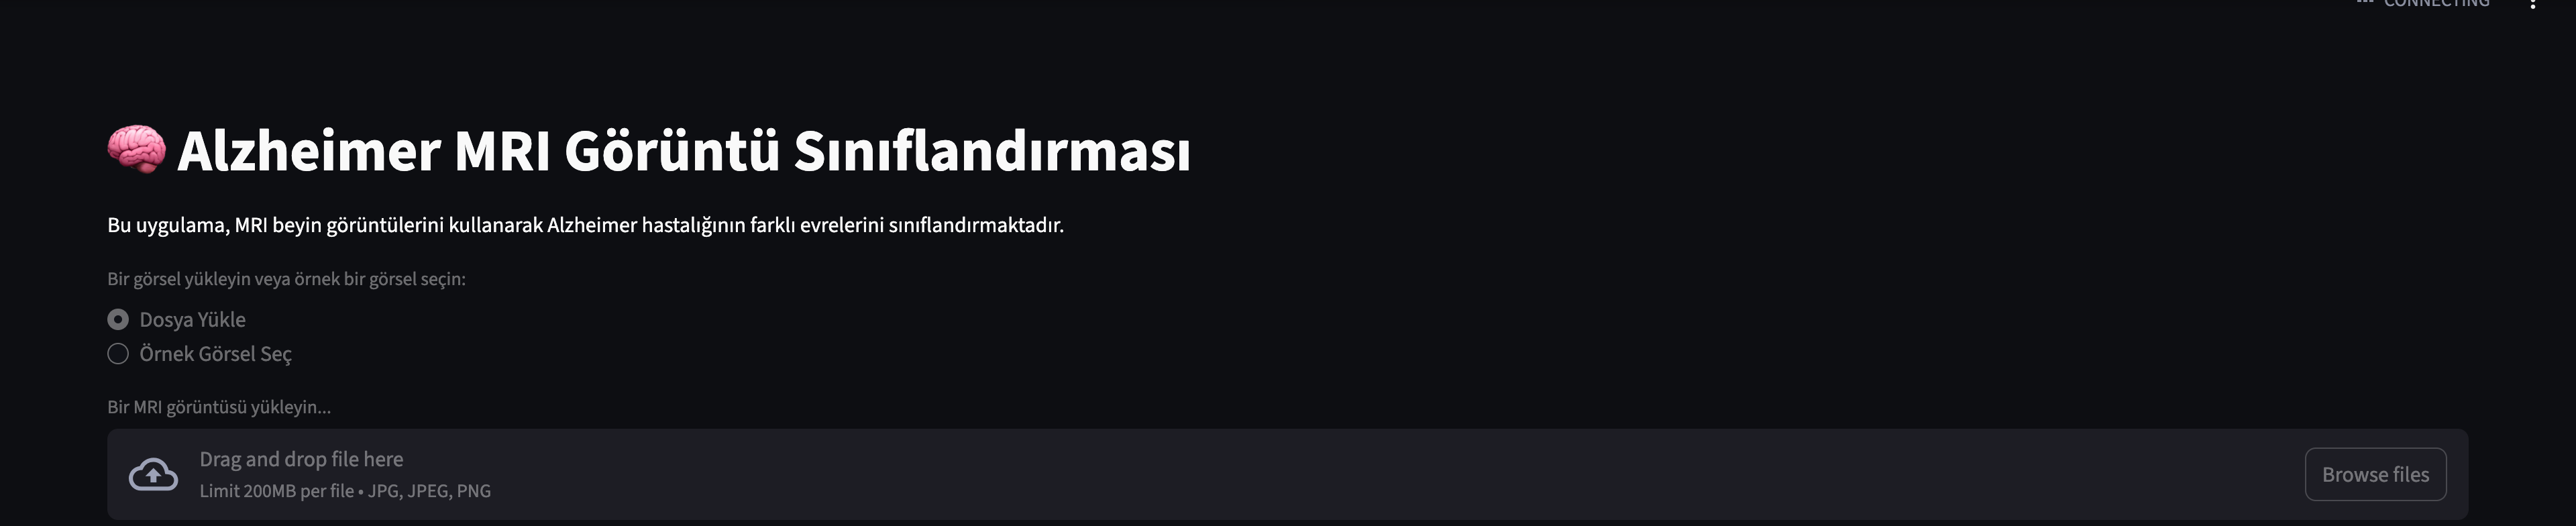 CONNECTING
Alzheimer MRI Görüntü Sınıflandırması
Bu uygulama, MRI beyin görüntülerini kullanarak Alzheimer hastalığının farklı evrelerini sınıflandırmaktadır.
Bir görsel yükleyin veya örnek bir görsel seçin:
Dosya Yükle
Örnek Görsel Seç
Bir MRI görüntüsü yükleyin...
Drag and drop file here
Limit 200MB per file • JPG, JPEG, PNG
Browse files